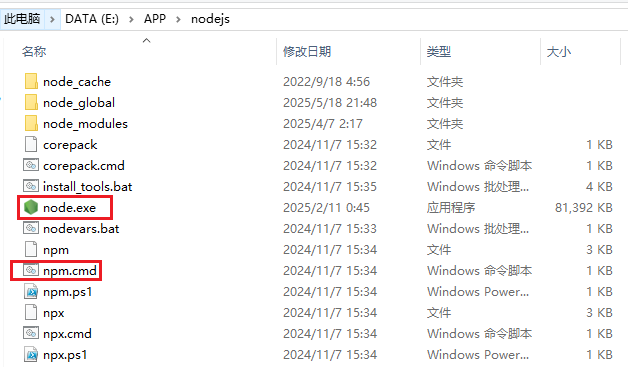 此电脑 > DATA (E:) > APP > nodejs
名称 修改日期 类型 大小
node_cache 2022/9/18 4:56 文件夹
node_global 2025/5/18 21:48 文件夹
node_modules 2025/4/7 2:17 文件夹
corepack 2024/11/7 15:32 文件 1 KB
corepack.cmd 2024/11/7 15:32 Windows 命令脚本 1 KB
install_tools.bat 2024/11/7 15:35 Windows 批处理... 4 KB
node.exe 2025/2/11 0:45 应用程序 81,392 KB
nodevars.bat 2024/11/7 15:33 Windows 批处理... 1 KB
npm 2024/11/7 15:34 文件 3 KB
npm.cmd 2024/11/7 15:34 Windows 命令脚本 1 KB
npm.ps1 2024/11/7 15:34 Windows Power... 1 KB
npx 2024/11/7 15:34 文件 3 KB
npx.cmd 2024/11/7 15:34 Windows 命令脚本 1 KB
npx.ps1 2024/11/7 15:34 Windows Power... 1 KB